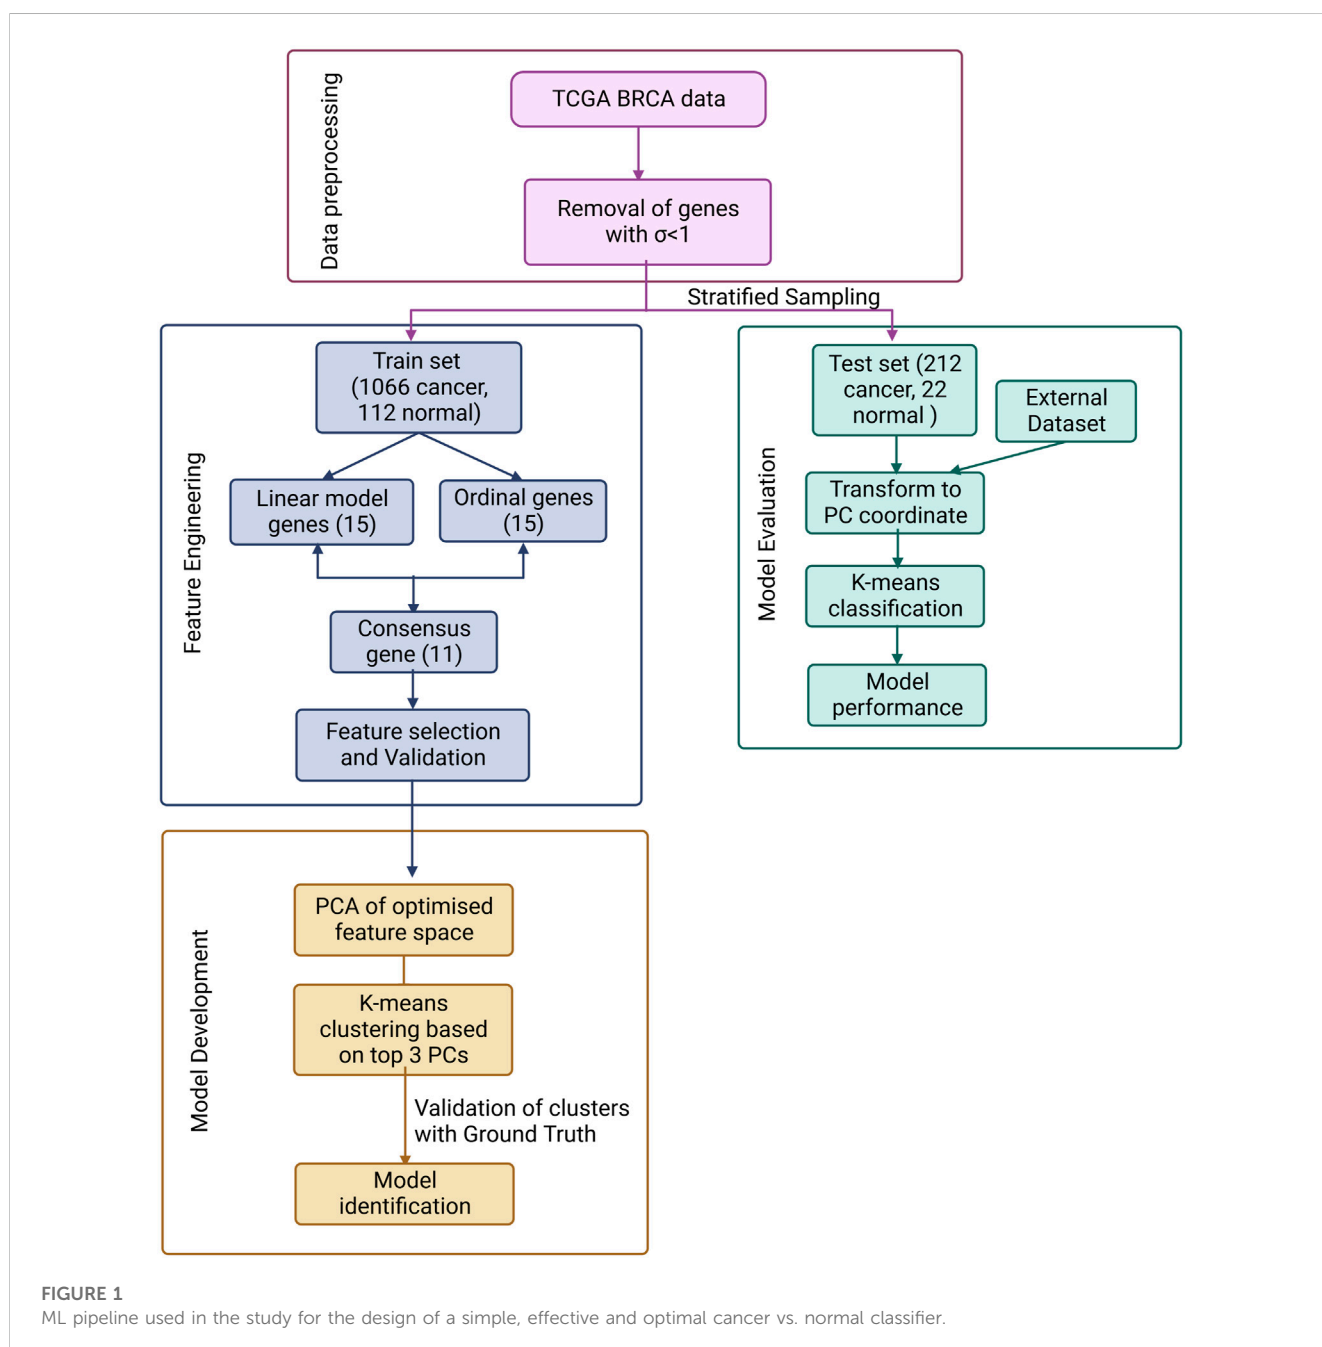 Data preprocessing
TCGA BRCA data
Removal of genes
with σ<1
Stratified Sampling
Feature Engineering
Train set
(1066 cancer,
112 normal)
Linear model
genes (15)
Ordinal genes
(15)
Consensus
gene (11)
Feature selection
and Validation
Model Evaluation
Test set (212
cancer, 22
normal )
External
Dataset
Transform to
PC coordinate
K-means
classification
Model
performance
Model Development
PCA of optimised
feature space
K-means
clustering based
on top 3 PCs
Validation of clusters
with Ground Truth
Model
identification
FIGURE 1
ML pipeline used in the study for the design of a simple, effective and optimal cancer vs. normal classifier.